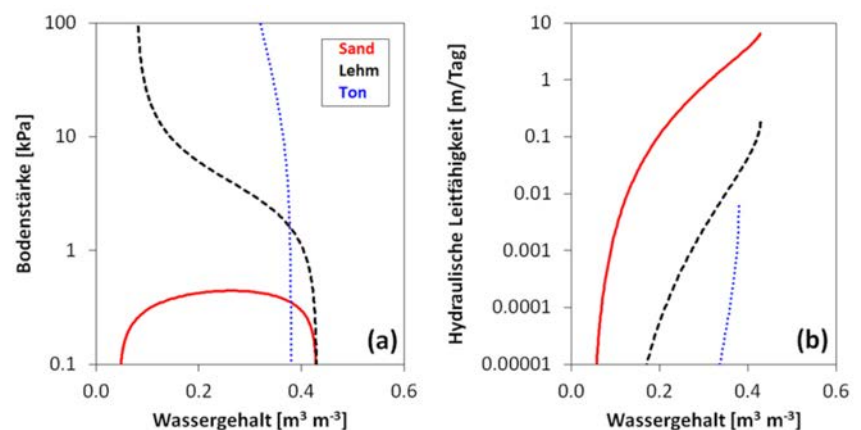 100
10
1
0.1
Bodenstärke [kPa]
Sand
Lehm
Ton
(a)
0.0 0.2 0.4 0.6
Wassergehalt [m³ m⁻³]
10
1
0.1
0.01
0.001
0.0001
0.00001
Hydraulische Leitfähigkeit [m/Tag]
(b)
0.0 0.2 0.4 0.6
Wassergehalt [m³ m⁻³]